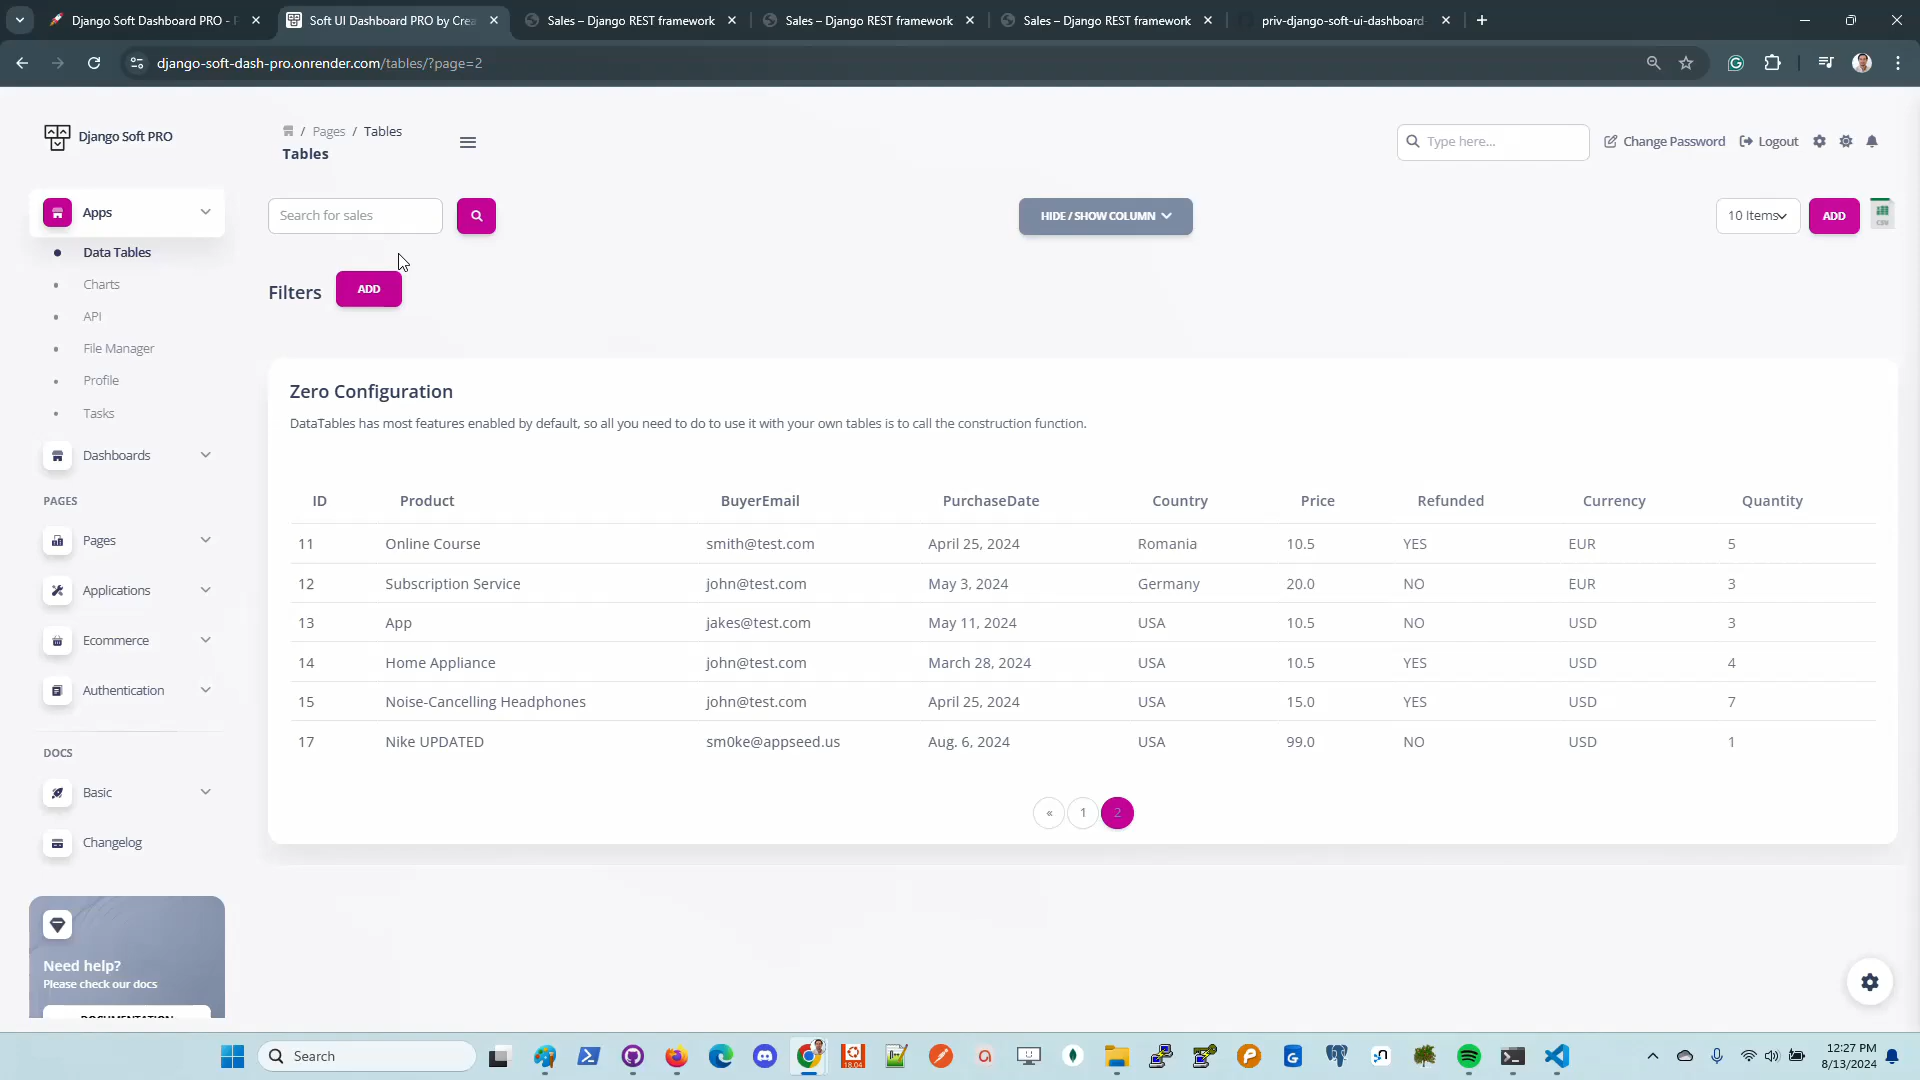 Django Soft Dashboard PRO - P
Soft UI Dashboard PRO by Crea
Sales – Django REST framework
Sales – Django REST framework
Sales – Django REST framework
priv-django-soft-ui-dashboard-
django-soft-dash-pro.onrender.com/tables/?page=2
Django Soft PRO
/ Pages / Tables
Tables
Type here...
Change Password
Logout
Apps
Data Tables
Charts
API
File Manager
Profile
Tasks
Dashboards
PAGES
Pages
Applications
Ecommerce
Authentication
DOCS
Basic
Changelog
Need help?
Please check our docs
DOCUMENTATION
Search for sales
HIDE / SHOW COLUMN
10 Items
ADD
CSV
Filters
ADD
Zero Configuration
DataTables has most features enabled by default, so all you need to do to use it with your own tables is to call the construction function.
ID Product BuyerEmail PurchaseDate Country Price Refunded Currency Quantity
11 Online Course smith@test.com April 25, 2024 Romania 10.5 YES EUR 5
12 Subscription Service john@test.com May 3, 2024 Germany 20.0 NO EUR 3
13 App jakes@test.com May 11, 2024 USA 10.5 NO USD 3
14 Home Appliance john@test.com March 28, 2024 USA 10.5 YES USD 4
15 Noise-Cancelling Headphones john@test.com April 25, 2024 USA 15.0 YES USD 7
17 Nike UPDATED sm0ke@appseed.us Aug. 6, 2024 USA 99.0 NO USD 1
« 1 2
Search
18.04
12:27 PM
8/13/2024